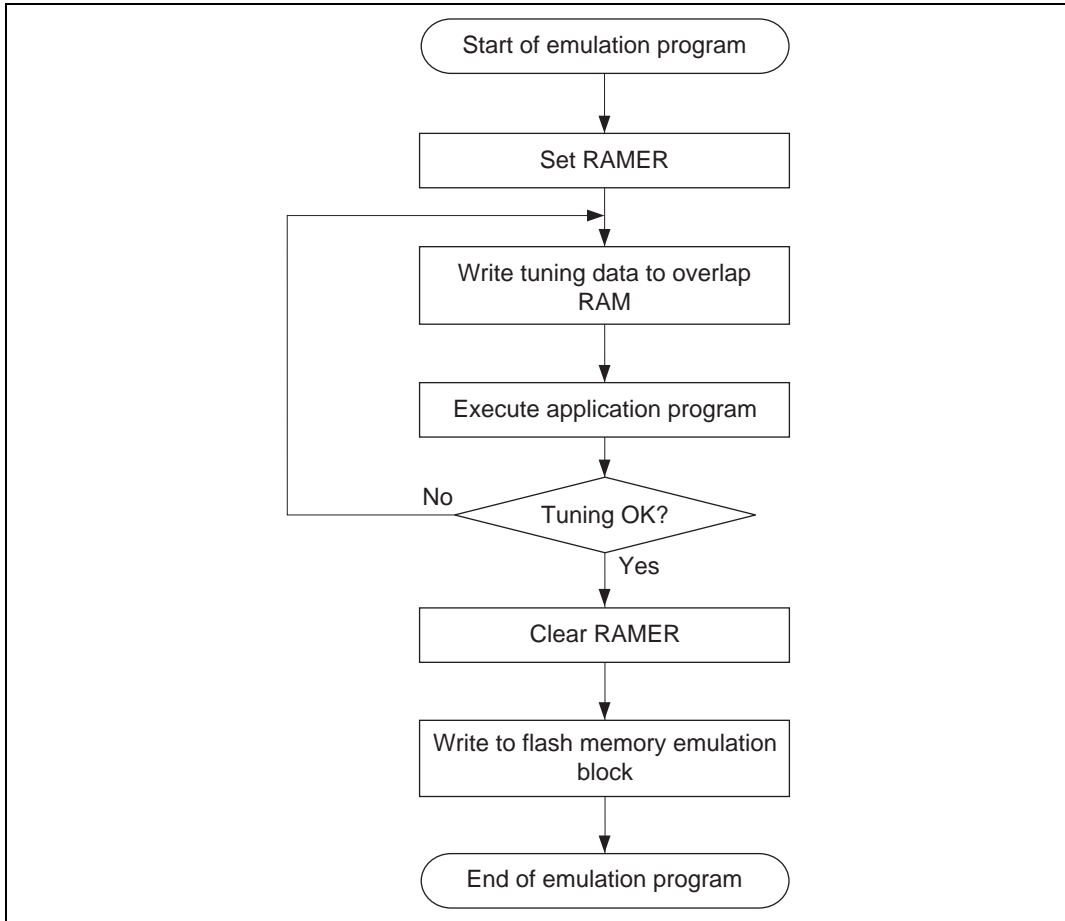 Start of emulation program
Set RAMER
Write tuning data to overlap
RAM
Execute application program
No
Tuning OK?
Yes
Clear RAMER
Write to flash memory emulation
block
End of emulation program